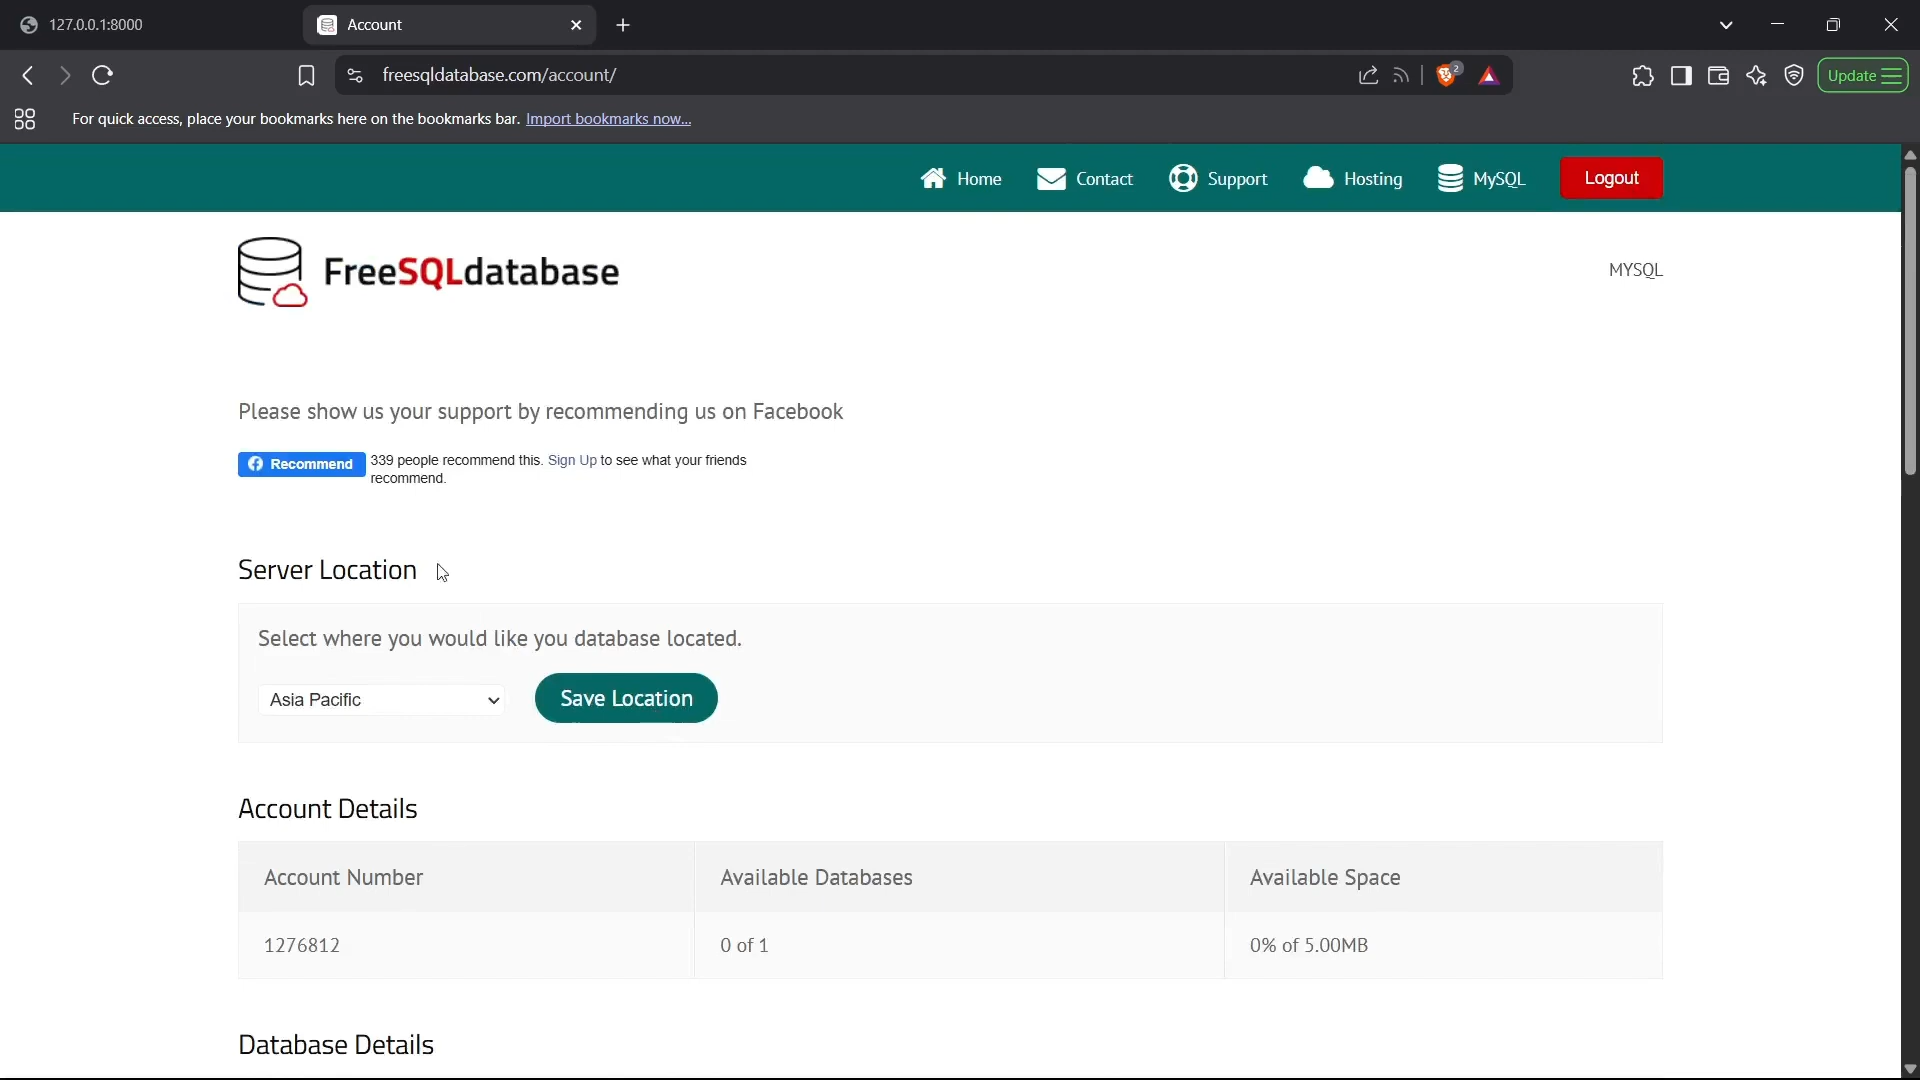 127.0.0.1:8000
Account
freesqldatabase.com/account/
2
Update
For quick access, place your bookmarks here on the bookmarks bar. Import bookmarks now...
Home
Contact
Support
Hosting
MySQL
Logout
FreeSQLdatabase
MYSQL
Please show us your support by recommending us on Facebook
Recommend
339 people recommend this. Sign Up to see what your friends
recommend.
Server Location
Select where you would like you database located.
Asia Pacific
Save Location
Account Details
Account Number
Available Databases
Available Space
1276812
0 of 1
0% of 5.00MB
Database Details